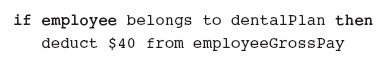 if employee belongs to dentalPlan then
deduct $40 from employeeGrossPay